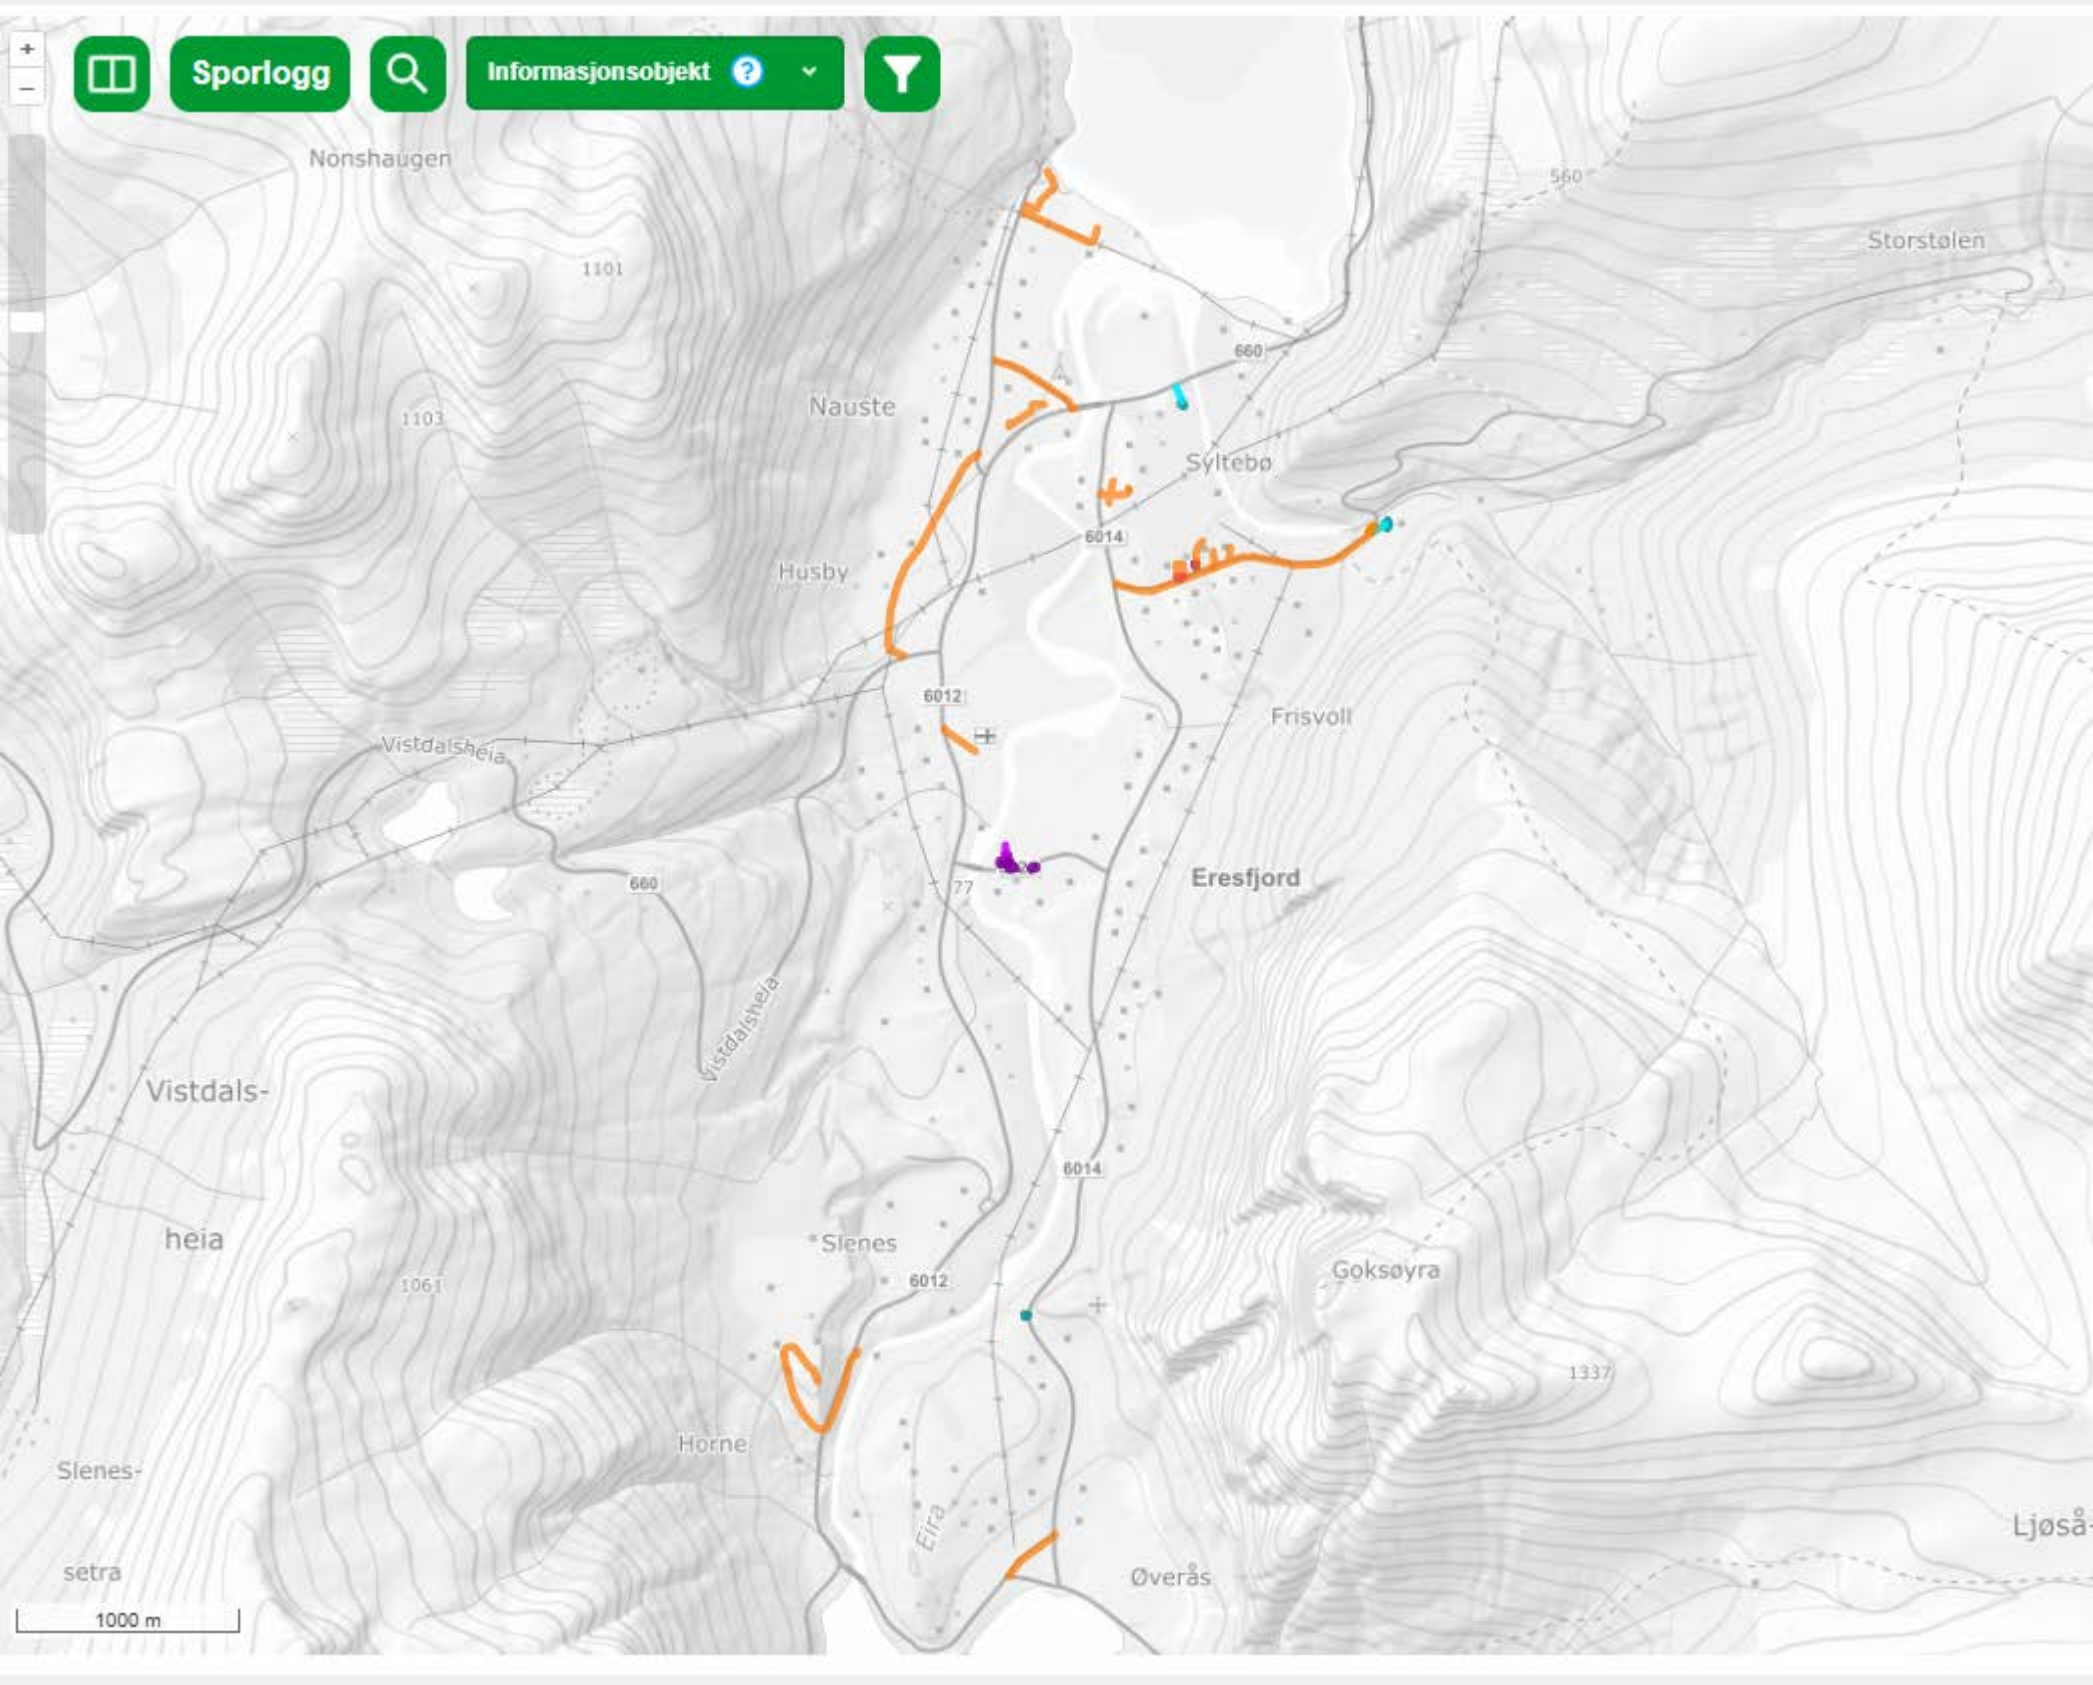 +
−
Sporlogg
Informasjonsobjekt ?
Nonshaugen
560
Storstølen
1101
660
Nauste
1103
Syltebø
6014
Husby
6012
Frisvoll
Vistdalsheia
660
77
Eresfjord
Vistdalsheia
Vistdals-
6014
heia
Slenes
Goksøyra
6012
1061
1337
Horne
Slenes-
Eira
Ljøså-
setra
Øverås
1000 m